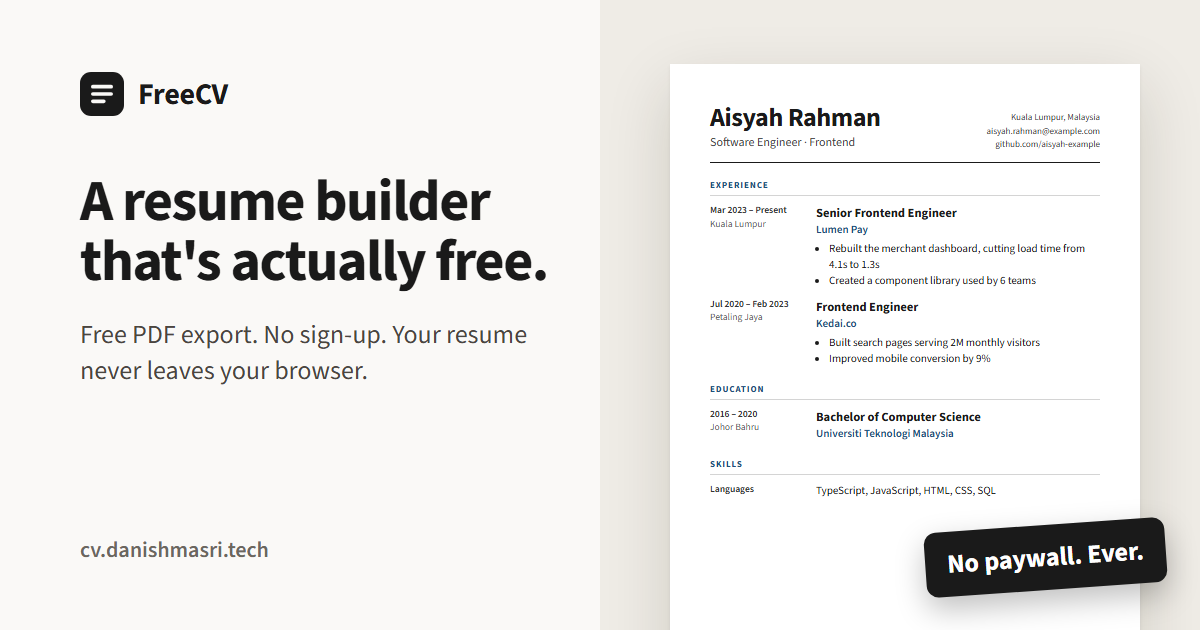 FreeCV
A resume builder
that's actually free.
Free PDF export. No sign-up. Your resume
never leaves your browser.
cv.danishmasri.tech
Aisyah Rahman
Software Engineer · Frontend
Kuala Lumpur, Malaysia
aisyah.rahman@example.com
github.com/aisyah-example
EXPERIENCE
Mar 2023 – Present
Kuala Lumpur
Senior Frontend Engineer
Lumen Pay
• Rebuilt the merchant dashboard, cutting load time from
4.1s to 1.3s
• Created a component library used by 6 teams
Jul 2020 – Feb 2023
Petaling Jaya
Frontend Engineer
Kedai.co
• Built search pages serving 2M monthly visitors
• Improved mobile conversion by 9%
EDUCATION
2016 – 2020
Johor Bahru
Bachelor of Computer Science
Universiti Teknologi Malaysia
SKILLS
Languages
TypeScript, JavaScript, HTML, CSS, SQL
No paywall. Ever.